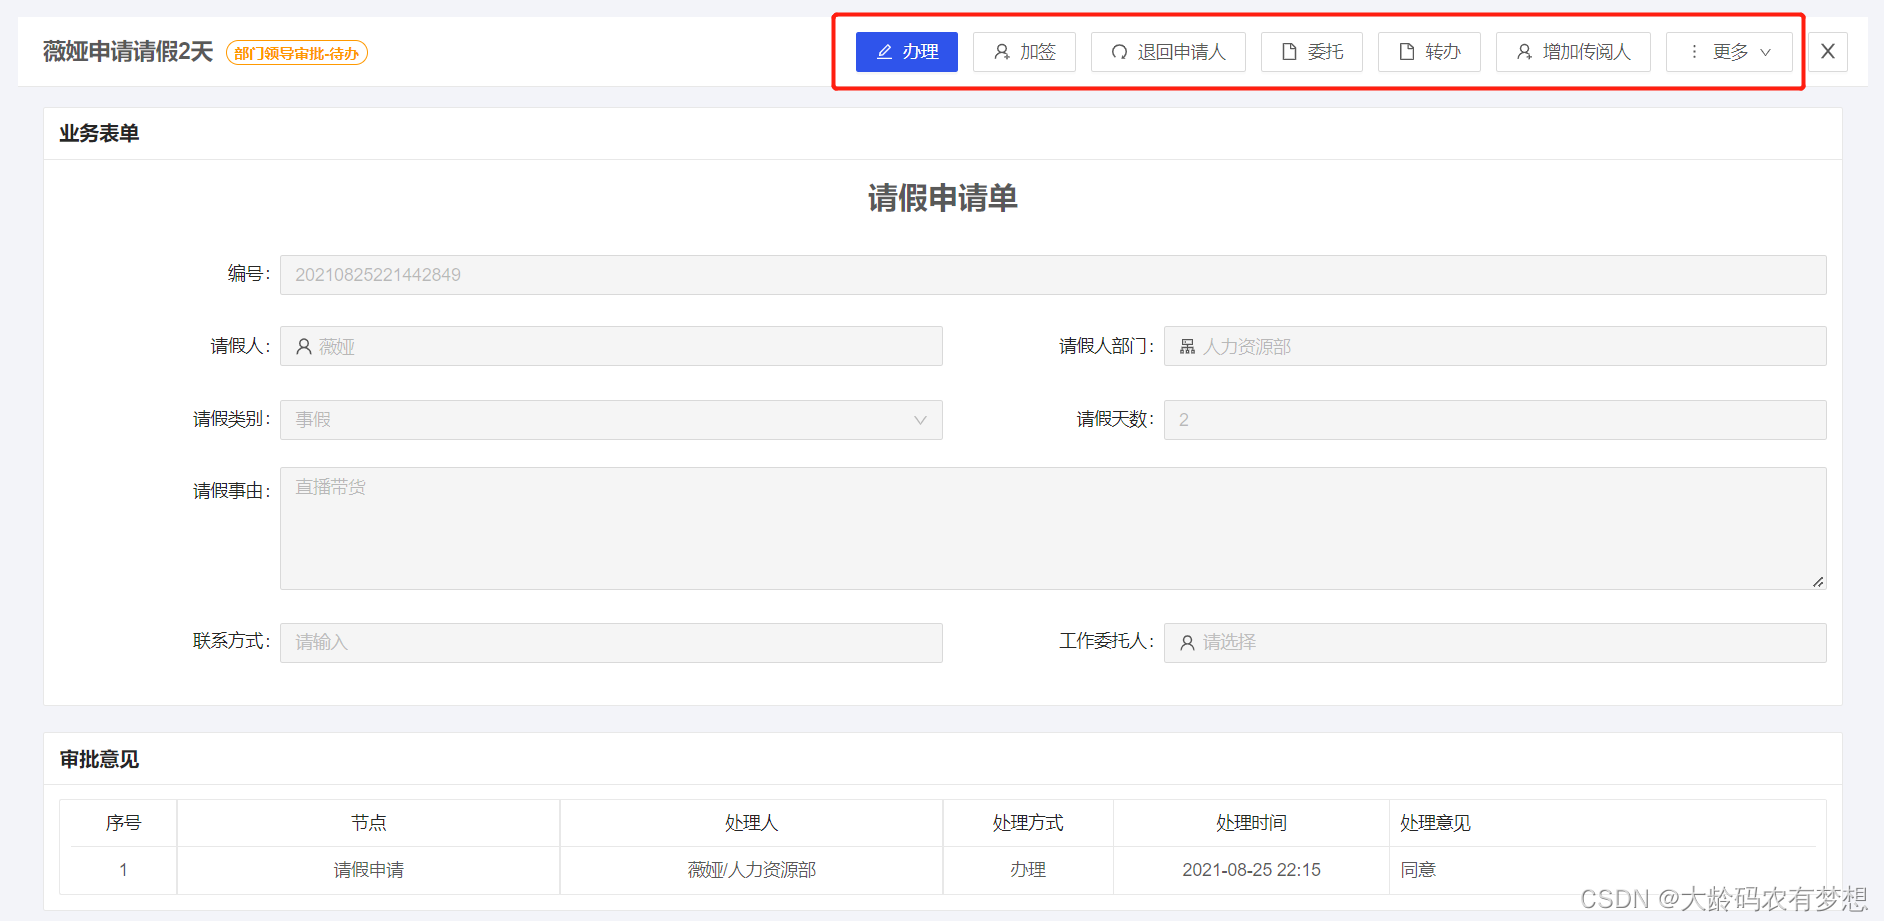 薇娅申请请假2天 部门领导审批-待办 办理 加签 退回申请人 委托 转办 增加传阅人 更多 X
业务表单
请假申请单
编号: 20210825221442849
请假人: 薇娅 请假人部门: 人力资源部
请假类别: 事假 请假天数: 2
请假事由: 直播带货
联系方式: 请输入 工作委托人: 请选择
审批意见
序号 节点 处理人 处理方式 处理时间 处理意见
1 请假申请 薇娅/人力资源部 办理 2021-08-25 22:15 同意
CSDN @大龄码农有梦想